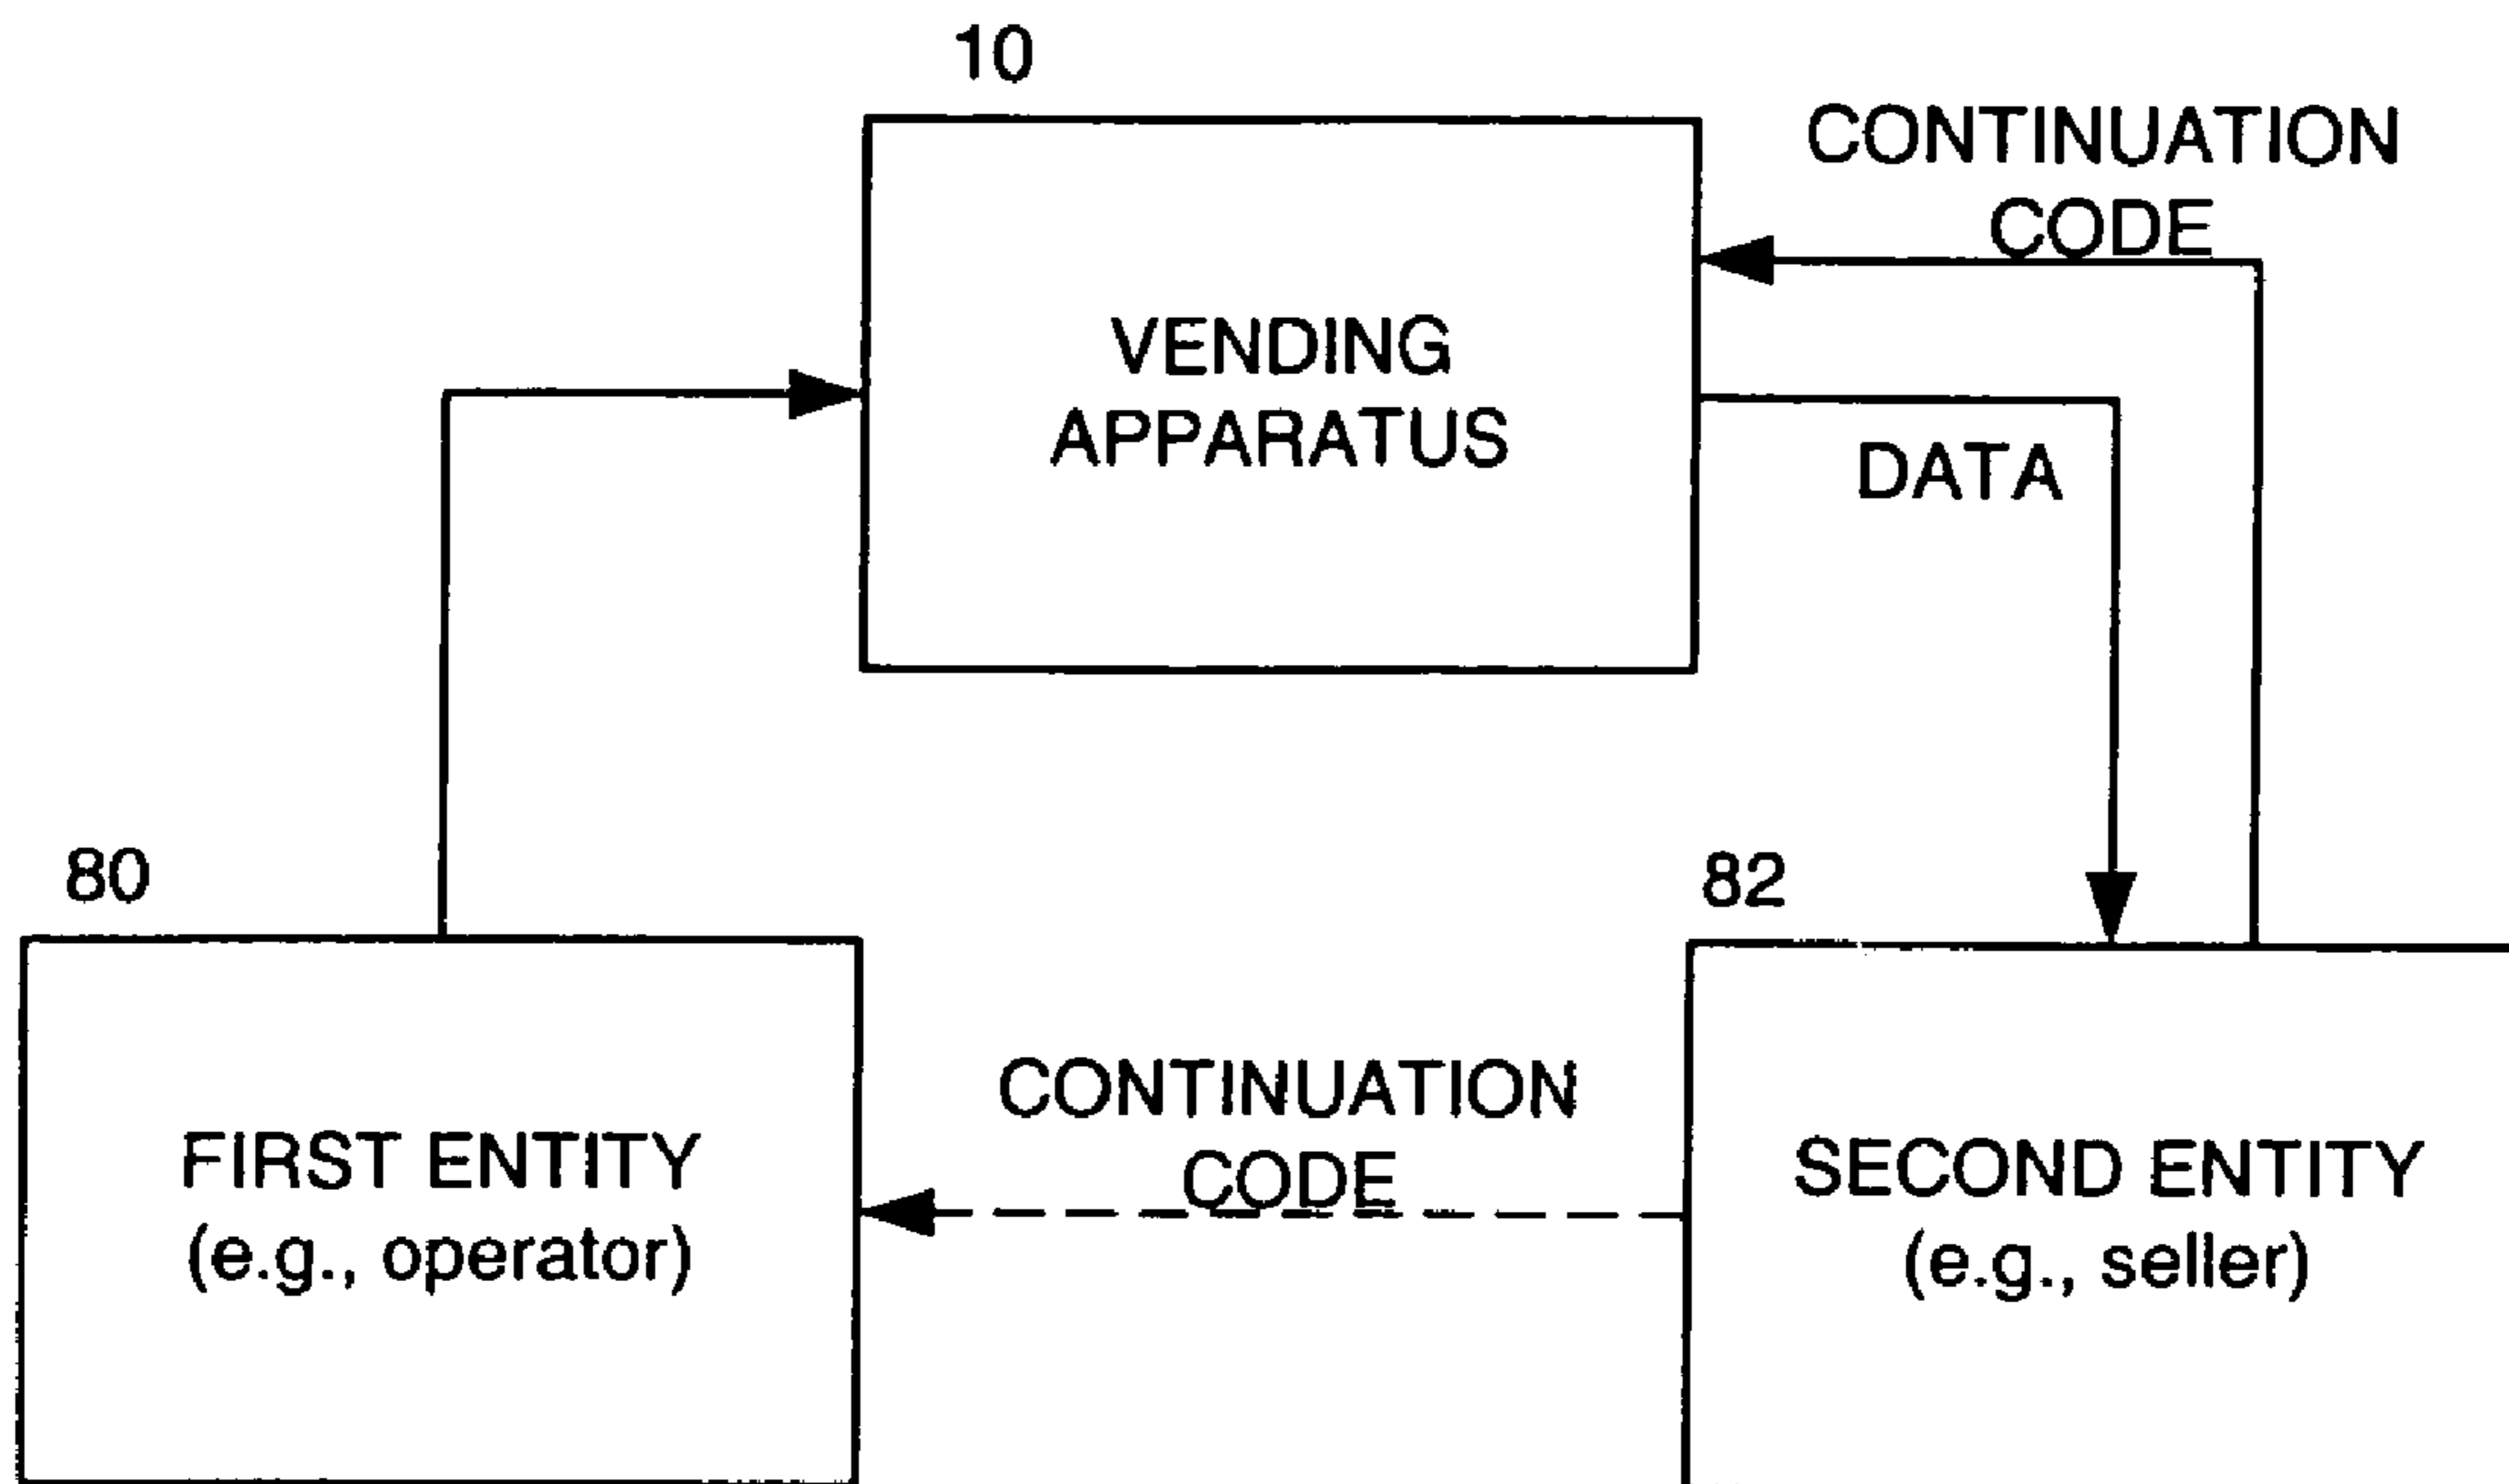 10
CONTINUATION
CODE
VENDING
APPARATUS
DATA
80
82
CONTINUATION
CODE
FIRST ENTITY
(e.g., operator)
SECOND ENTITY
(e.g., seller)